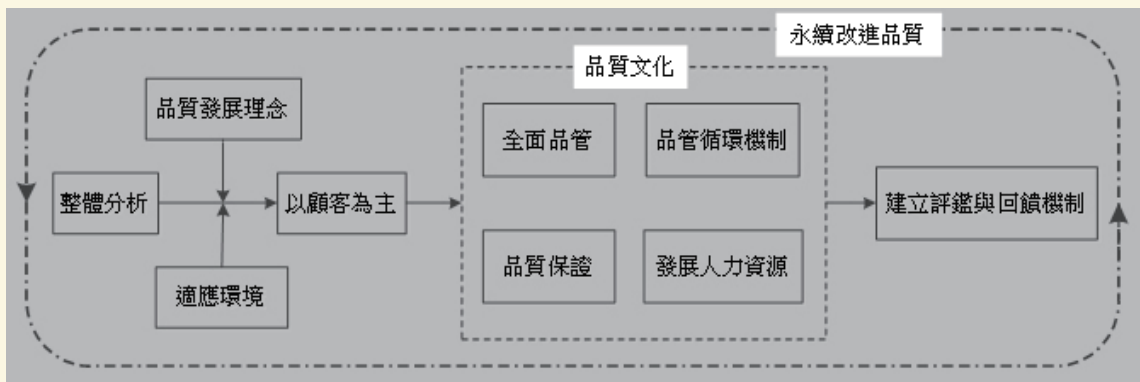 永續改進品質
品質文化
品質發展理念
全面品管
品管循環機制
整體分析
以顧客為主
建立評鑑與回饋機制
品質保證
發展人力資源
適應環境